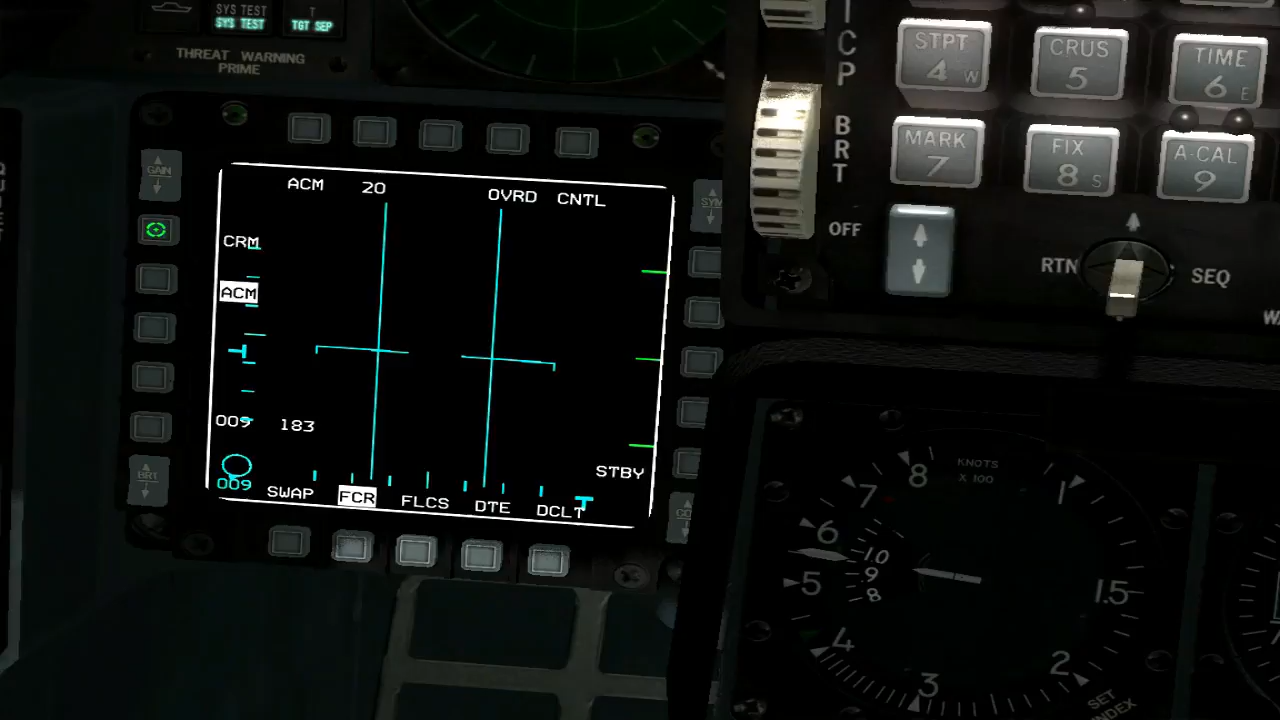 SYS TEST
SYS TEST
T
TGT SEP
THREAT WARNING
PRIME
GAIN
SYM
BRT
ACM 20 OVRD CNTL
CRM
ACM
009 183
009
STBY
SWAP FCR FLCS DTE DCLT
I
C
P
B
R
T
OFF
STPT
4 W
CRUS
5
TIME
6 E
MARK
7
FIX
8 S
A-CAL
9
RTN SEQ
KNOTS
X 100
8
1
7
6
5
4
3
2
1.5
1.0
.9
8
SET
INDEX